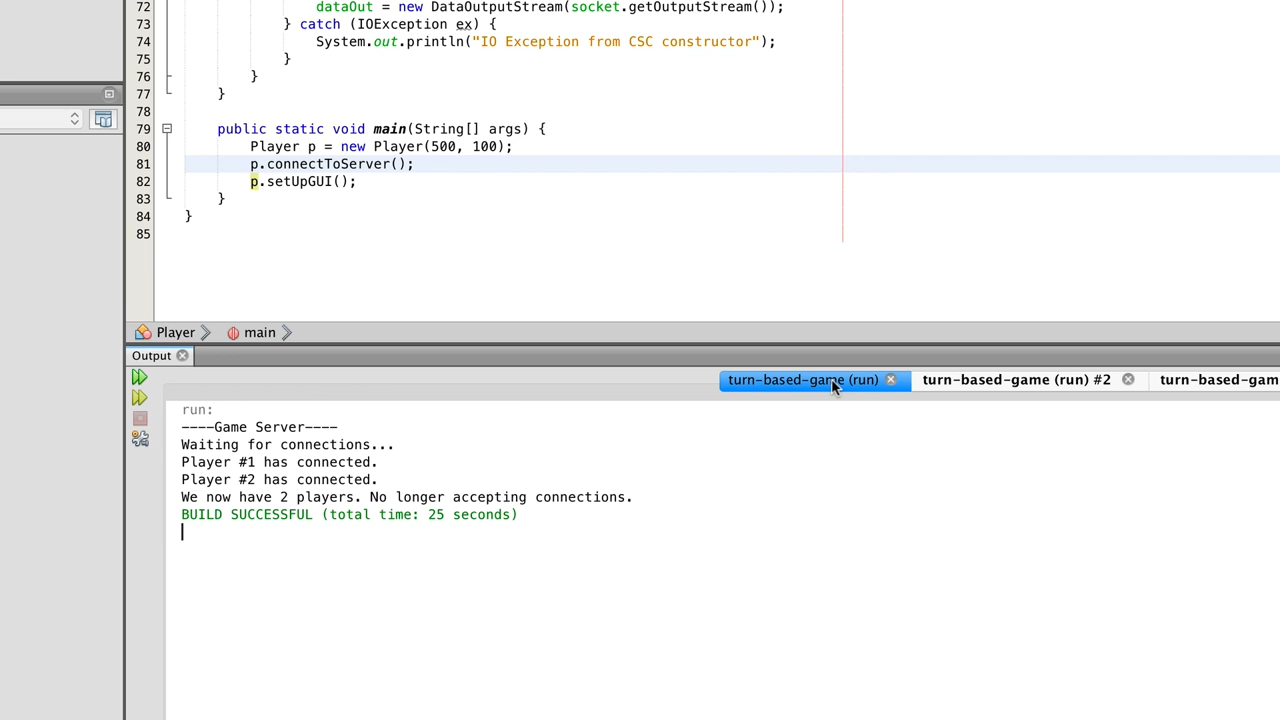 72 dataOut = new DataOutputStream(socket.getOutputStream());
73 } catch (IOException ex) {
74 System.out.println("IO Exception from CSC constructor");
75 }
76 }
77 }
78
79 public static void main(String[] args) {
80 Player p = new Player(500, 100);
81 p.connectToServer();
82 p.setUpGUI();
83 }
84 }
85
Player main
Output
turn-based-game (run) turn-based-game (run) #2 turn-based-gam
run:
----Game Server----
Waiting for connections...
Player #1 has connected.
Player #2 has connected.
We now have 2 players. No longer accepting connections.
BUILD SUCCESSFUL (total time: 25 seconds)